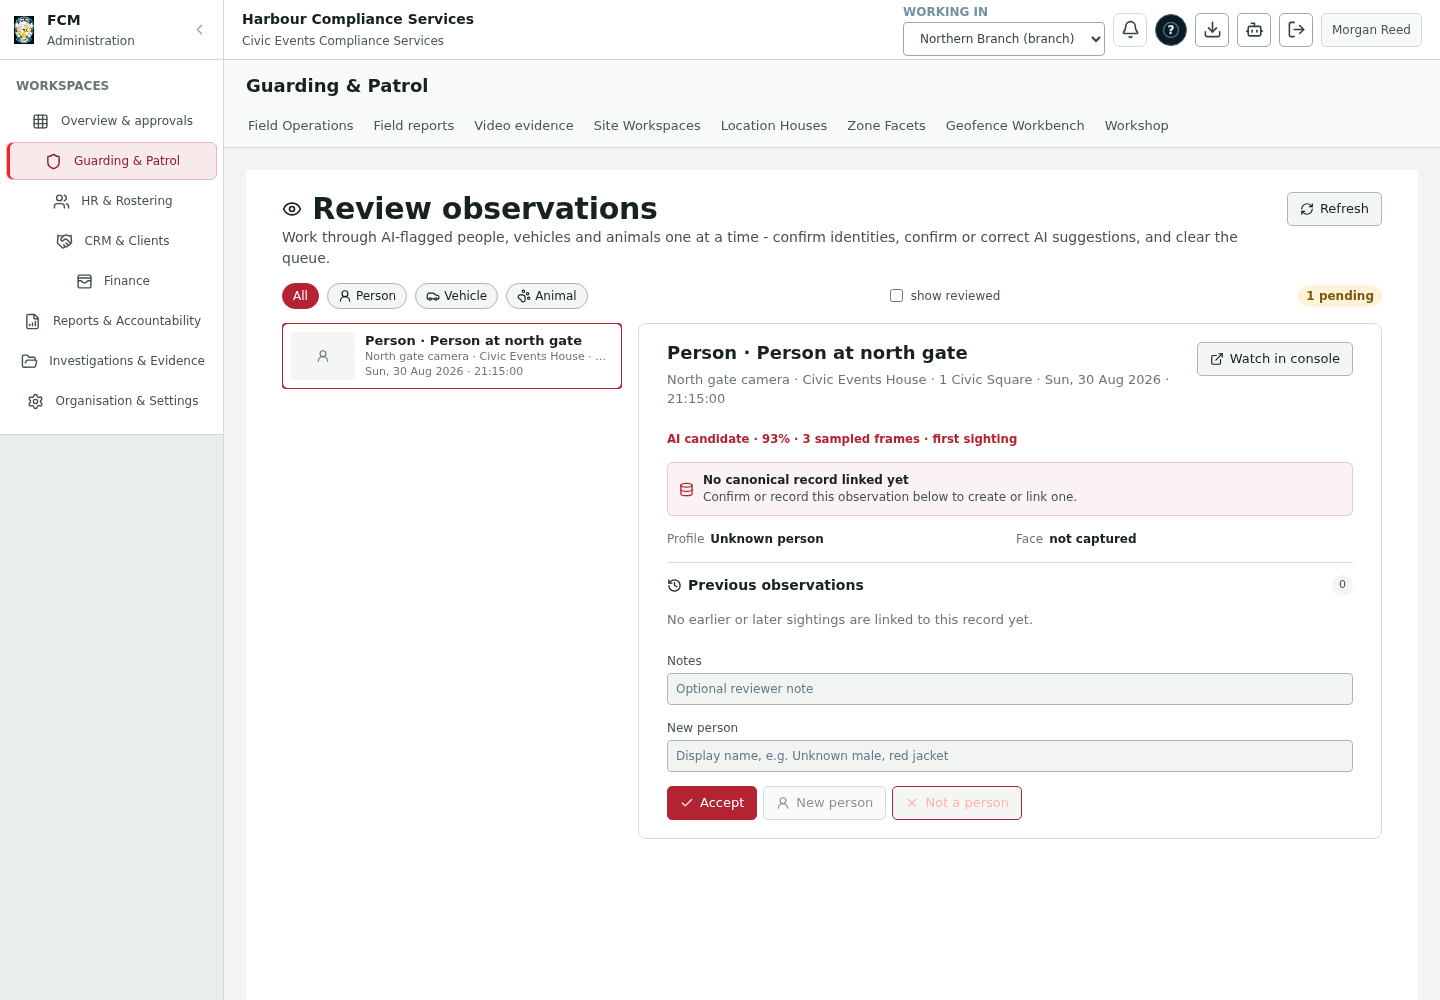 FCM
Administration
Harbour Compliance Services
Civic Events Compliance Services
WORKING IN
Northern Branch (branch)
?
Morgan Reed
WORKSPACES
Overview & approvals
Guarding & Patrol
HR & Rostering
CRM & Clients
Finance
Reports & Accountability
Investigations & Evidence
Organisation & Settings
Guarding & Patrol
Field Operations
Field reports
Video evidence
Site Workspaces
Location Houses
Zone Facets
Geofence Workbench
Workshop
Review observations
Refresh
Work through AI-flagged people, vehicles and animals one at a time - confirm identities, confirm or correct AI suggestions, and clear the
queue.
All
Person
Vehicle
Animal
show reviewed
1 pending
Person · Person at north gate
North gate camera · Civic Events House · ...
Sun, 30 Aug 2026 · 21:15:00
Person · Person at north gate
Watch in console
North gate camera · Civic Events House · 1 Civic Square · Sun, 30 Aug 2026 ·
21:15:00
AI candidate · 93% · 3 sampled frames · first sighting
No canonical record linked yet
Confirm or record this observation below to create or link one.
Profile Unknown person
Face not captured
Previous observations
0
No earlier or later sightings are linked to this record yet.
Notes
Optional reviewer note
New person
Display name, e.g. Unknown male, red jacket
Accept
New person
Not a person